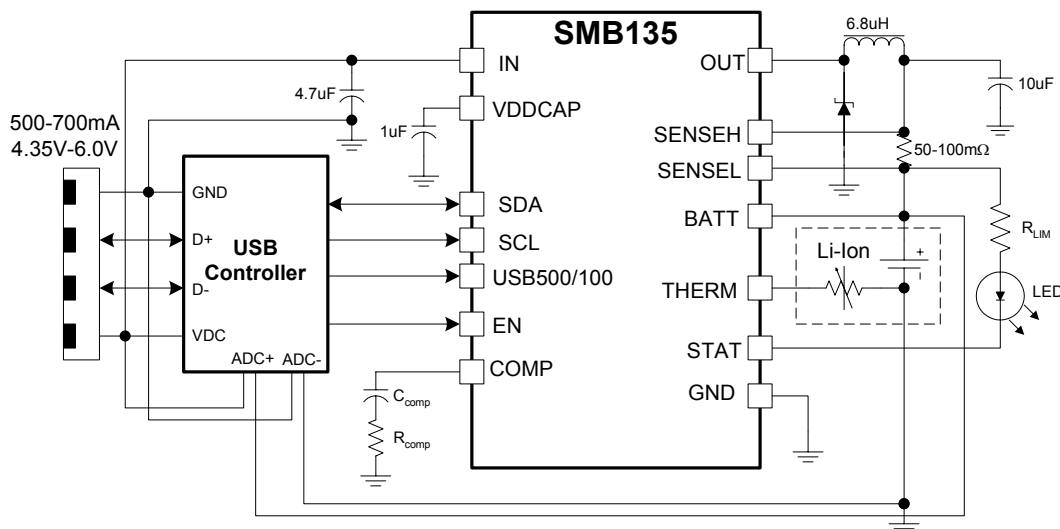 SMB135
500-700mA
4.35V-6.0V
4.7uF
1uF
GND
D+
D-
VDC
USB
Controller
ADC+ ADC-
IN
VDDCAP
SDA
SCL
USB500/100
EN
COMP
C comp
R comp
OUT
SENSEH
SENSEL
BATT
THERM
STAT
GND
6.8uH
10uF
50-100mΩ
R LIM
Li-Ion
+
-
LED